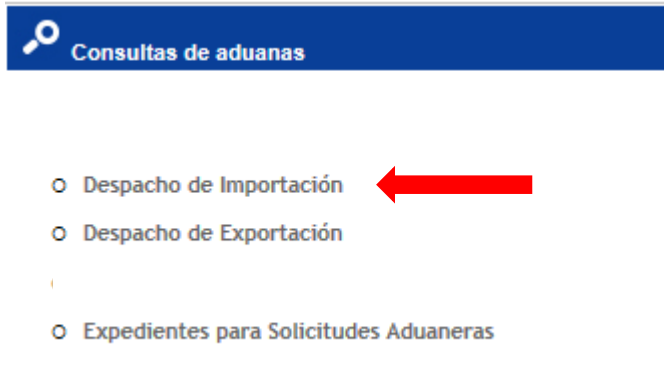 Consultas de aduanas
Despacho de Importación
Despacho de Exportación
Expedientes para Solicitudes Aduaneras